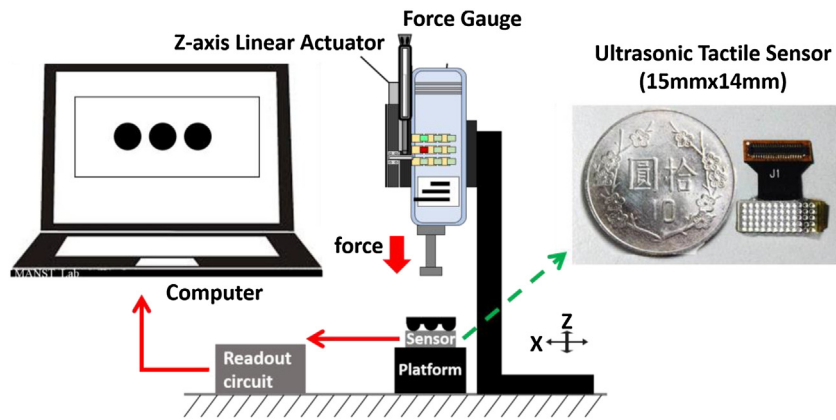 Force Gauge
Z-axis Linear Actuator
Ultrasonic Tactile Sensor
(15mmx14mm)
圓 拾
10
J1
force
MANST Lab
Computer
Sensor
Z
X
Readout
circuit
Platform